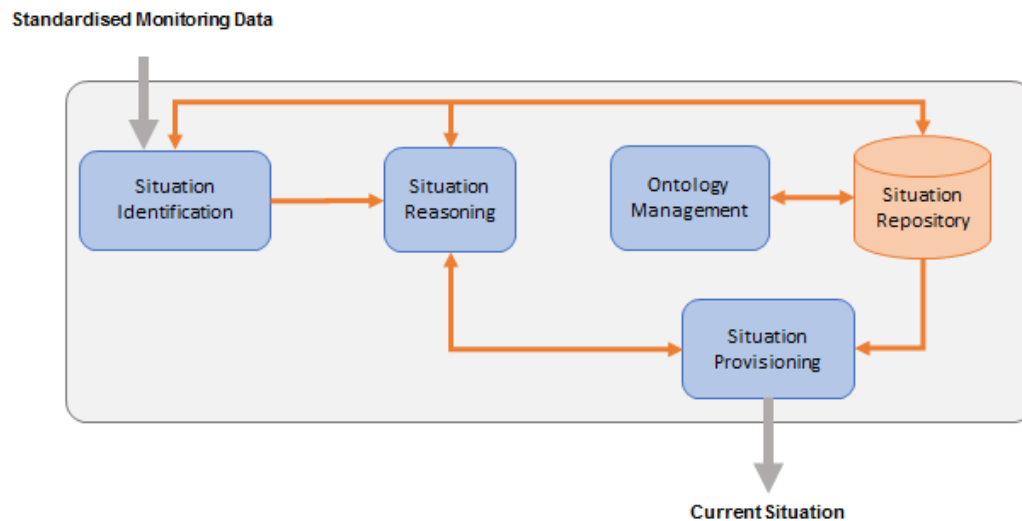 Standardised Monitoring Data
Situation
Identification
Situation
Reasoning
Ontology
Management
Situation
Repository
Situation
Provisioning
Current Situation